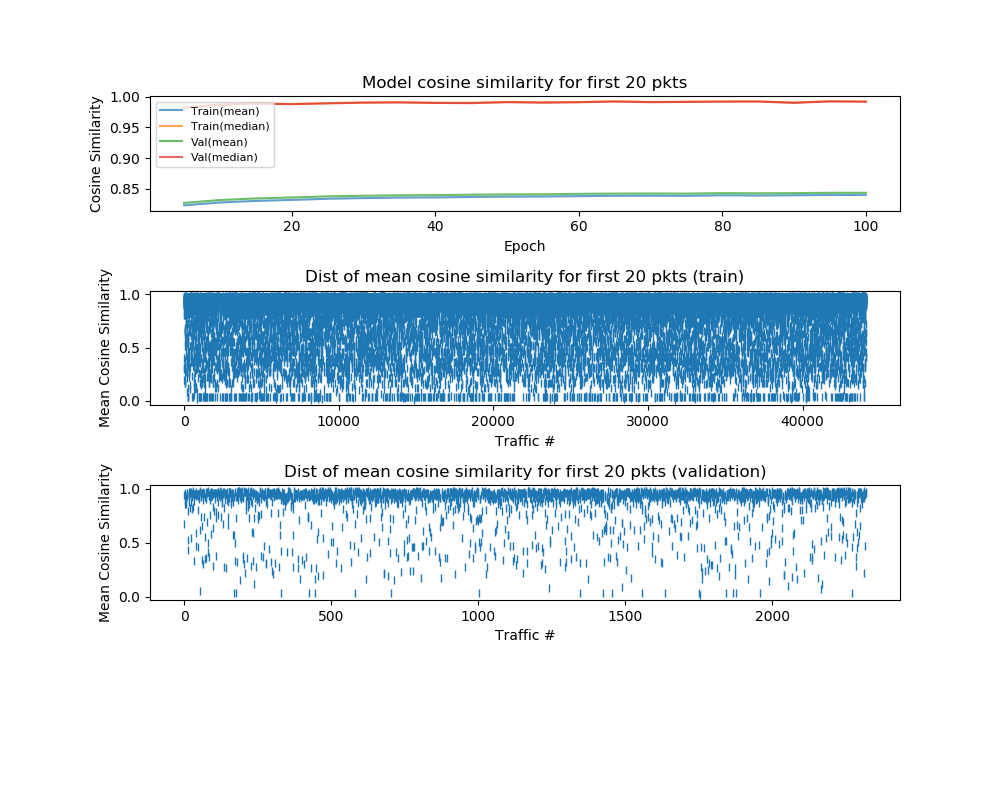 Model cosine similarity for first 20 pkts
Cosine Similarity
1.00
0.95
0.90
0.85
Train(mean)
Train(median)
Val(mean)
Val(median)
20 40 60 80 100
Epoch
Dist of mean cosine similarity for first 20 pkts (train)
Mean Cosine Similarity
1.0
0.5
0.0
0 10000 20000 30000 40000
Traffic #
Dist of mean cosine similarity for first 20 pkts (validation)
Mean Cosine Similarity
1.0
0.5
0.0
0 500 1000 1500 2000
Traffic #